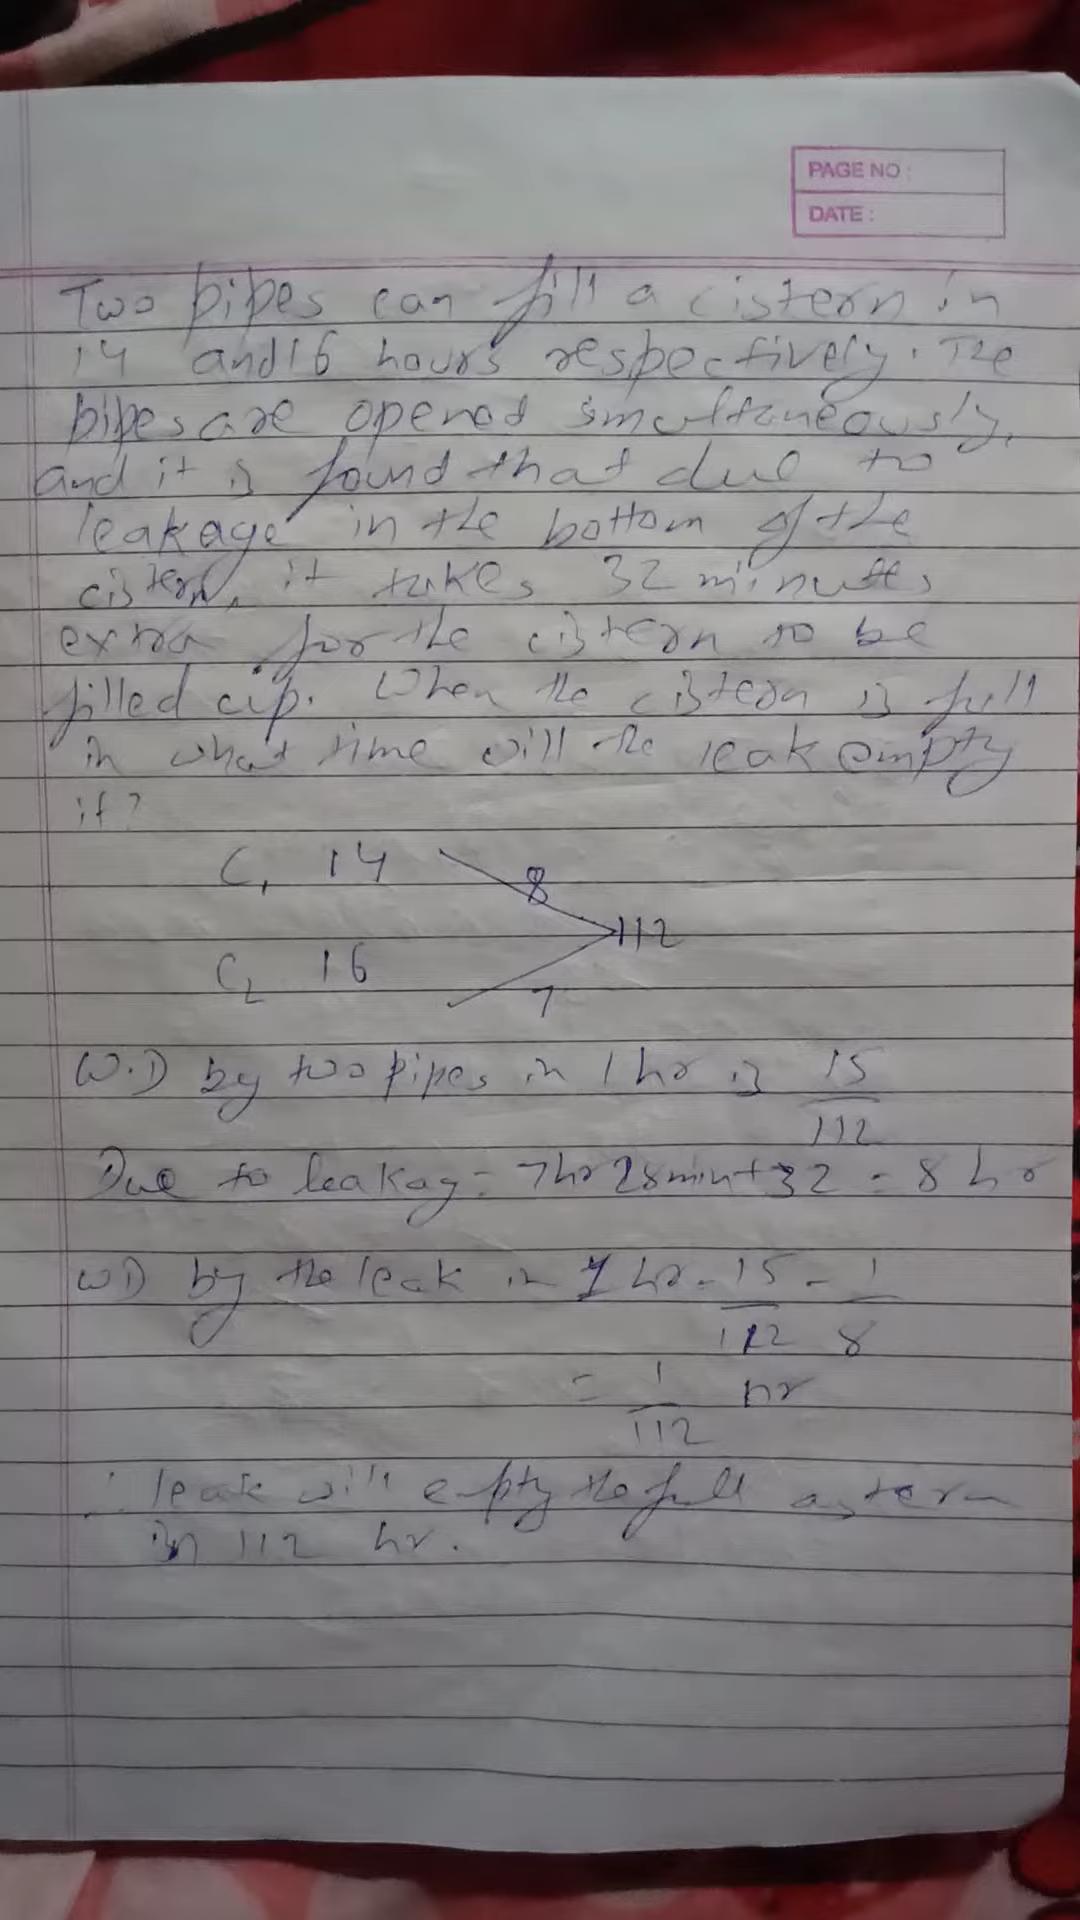 PAGE NO :
DATE :
Two pipes can fill a cistern in
14 and 16 hours respectively. The
pipes are opened simultaneously,
and it is found that due to
leakage in the bottom of the
cistern, it takes 32 minutes
extra for the cistern to be
filled up. When the cistern is full
in what time will the leak empty
it?
C₁ 14
8
112
C₂ 16
7
W.D by two pipes in 1 hr is 15/112
Due to leakag = 7hr 28min + 32 = 8 hr
WD by the leak in 1 hr = 15/112 - 1/8
= 1/112 hr
∴ leak will empty the full cistern
in 112 hr.